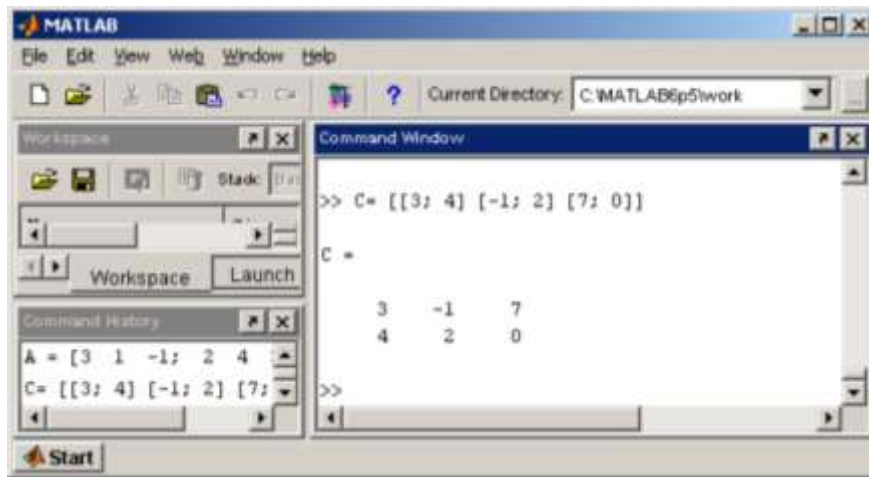 MATLAB
File Edit View Web Window Help
Current Directory: C:\MATLAB6p5\work
Workspace
Stack:
Workspace Launch
Command History
A = [3 1 -1; 2 4
C= [[3; 4] [-1; 2] [7;
Command Window
>> C= [[3; 4] [-1; 2] [7; 0]]
C =
3 -1 7
4 2 0
>>
Start